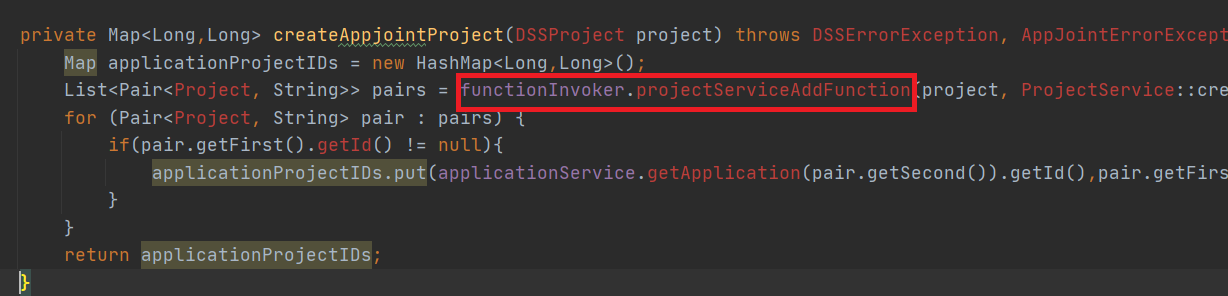 private Map<Long,Long> createAppjointProject(DSSProject project) throws DSSErrorException, AppJointErrorExcept
Map applicationProjectIDs = new HashMap<Long,Long>();
List<Pair<Project, String>> pairs = functionInvoker.projectServiceAddFunction(project, ProjectService::cre
for (Pair<Project, String> pair : pairs) {
if(pair.getFirst().getId() != null){
applicationProjectIDs.put(applicationService.getApplication(pair.getSecond()).getId(),pair.getFirs
}
}
return applicationProjectIDs;
}